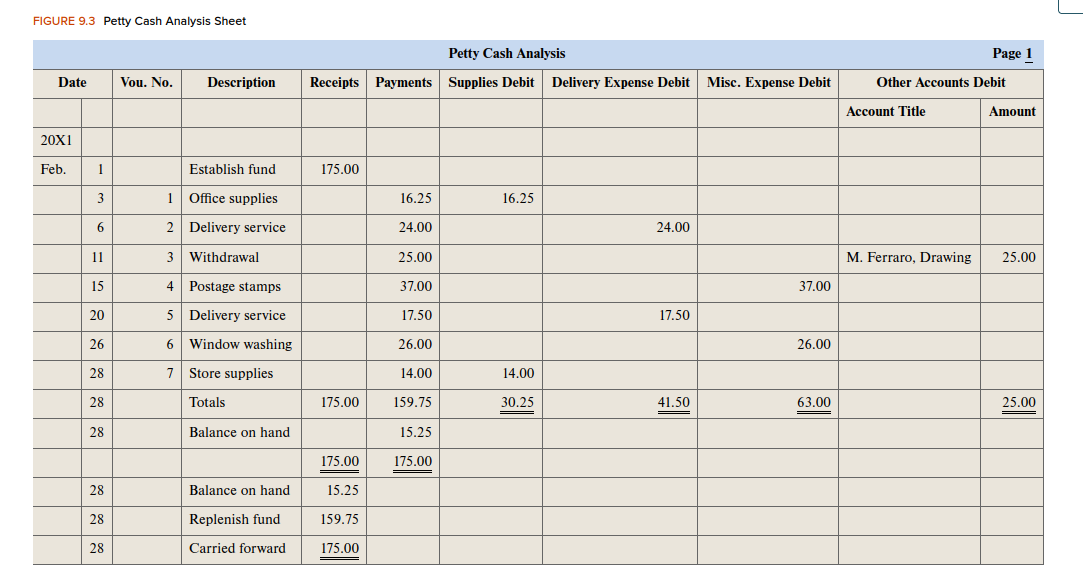 FIGURE 9.3 Petty Cash Analysis Sheet
Petty Cash Analysis Page 1
Date Vou. No. Description Receipts Payments Supplies Debit Delivery Expense Debit Misc. Expense Debit Other Accounts Debit
Account Title Amount
20X1
Feb. 1 Establish fund 175.00
3 1 Office supplies 16.25 16.25
6 2 Delivery service 24.00 24.00
11 3 Withdrawal 25.00 M. Ferraro, Drawing 25.00
15 4 Postage stamps 37.00 37.00
20 5 Delivery service 17.50 17.50
26 6 Window washing 26.00 26.00
28 7 Store supplies 14.00 14.00
28 Totals 175.00 159.75 30.25 41.50 63.00 25.00
28 Balance on hand 15.25
175.00 175.00
28 Balance on hand 15.25
28 Replenish fund 159.75
28 Carried forward 175.00